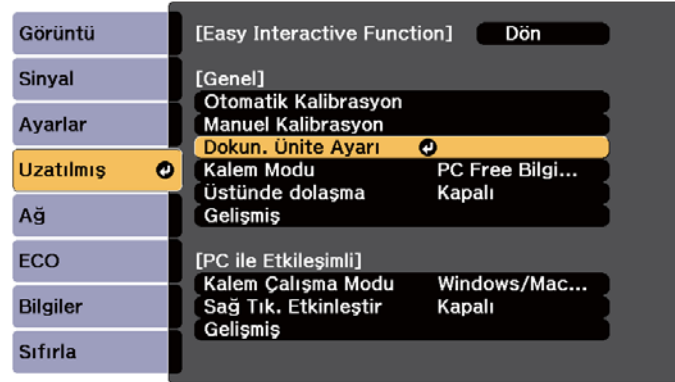 Görüntü
Sinyal
Ayarlar
Uzatılmış
Ağ
ECO
Bilgiler
Sıfırla
[Easy Interactive Function] Dön
[Genel]
Otomatik Kalibrasyon
Manuel Kalibrasyon
Dokun. Ünite Ayarı
Kalem Modu PC Free Bilgi...
Üstünde dolaşma Kapalı
Gelişmiş
[PC ile Etkileşimli]
Kalem Çalışma Modu Windows/Mac...
Sağ Tık. Etkinleştir Kapalı
Gelişmiş